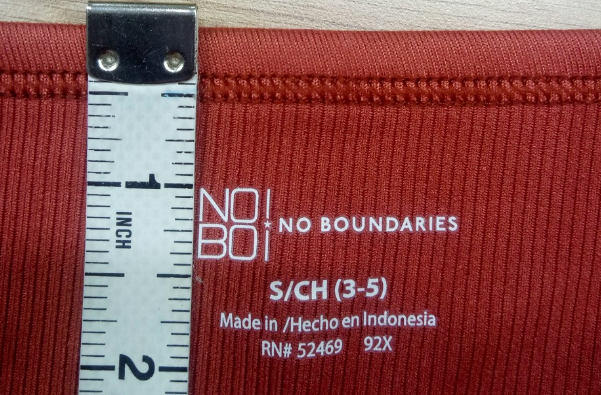 1
INCH
2
NO
BO
NO BOUNDARIES
S/CH (3-5)
Made in /Hecho en Indonesia
RN# 52469 92X